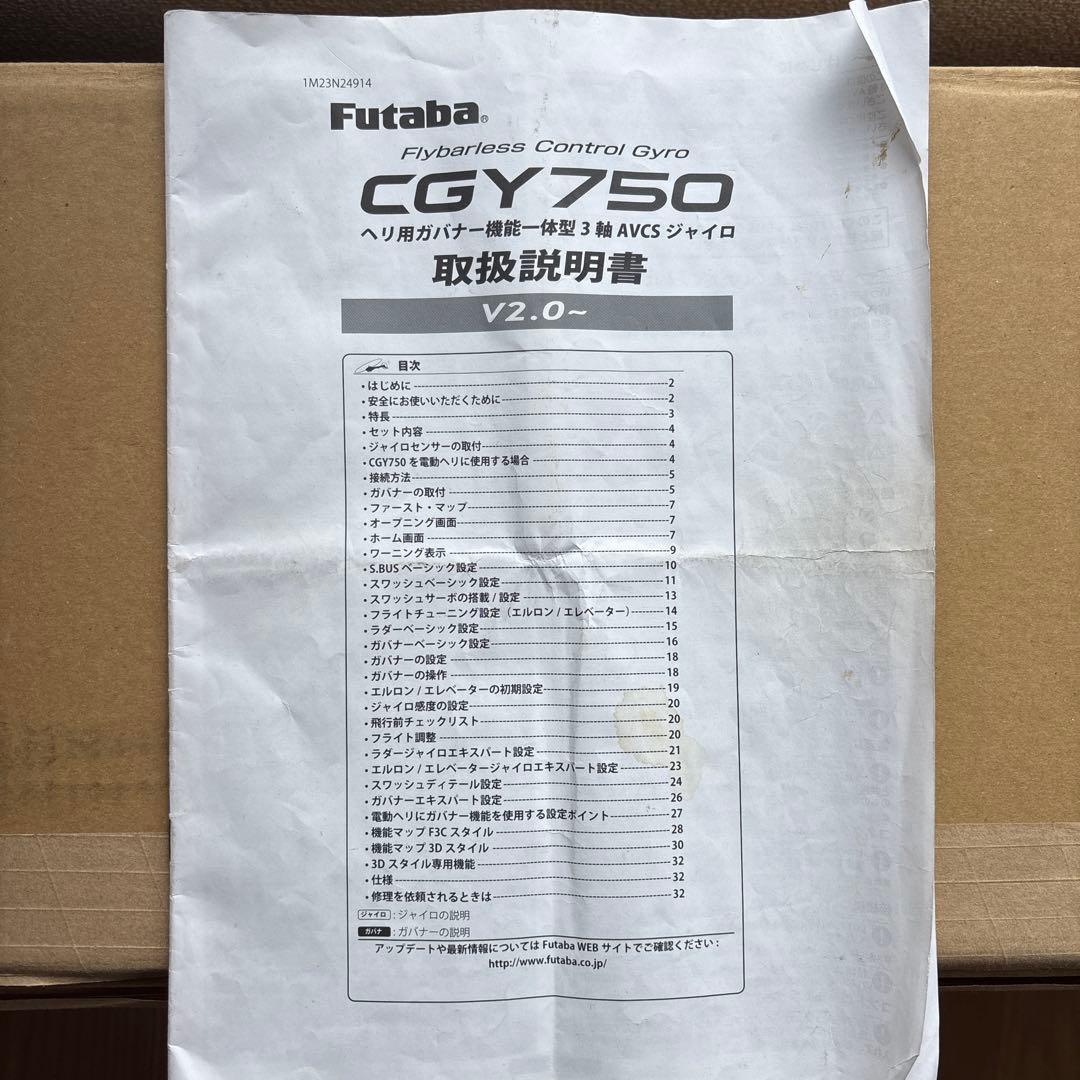 1M23N24914
Futaba®
Flybarless Control Gyro
CGY750
ヘリ用ガバナー機能一体型 3 軸 AVCS ジャイロ
取扱説明書
V2.0~
目次
・はじめに ---2
・安全にお使いいただくために---2
・特長---3
・セット内容---4
・ジャイロセンサーの取付---4
・CGY750 を電動ヘリに使用する場合 ---4
・接続方法---5
・ガバナーの取付 ---5
・ファースト・マップ---7
・オープニング画面---7
・ホーム画面 ---7
・ワーニング表示 ---9
・S.BUS ベーシック設定---10
・スワッシュベーシック設定---11
・スワッシュサーボの搭載 / 設定 ---13
・フライトチューニング設定（エルロン / エレベーター）---14
・ラダーベーシック設定---15
・ガバナーベーシック設定---16
・ガバナーの設定 ---18
・ガバナーの操作 ---18
・エルロン / エレベーターの初期設定---19
・ジャイロ感度の設定---20
・飛行前チェックリスト---20
・フライト調整 ---20
・ラダージャイロエキスパート設定 ---21
・エルロン / エレベータージャイロエキスパート設定---23
・スワッシュディテール設定---24
・ガバナーエキスパート設定---26
・電動ヘリにガバナー機能を使用する設定ポイント---27
・機能マップ F3C スタイル ---28
・機能マップ 3D スタイル ---30
・3D スタイル専用機能---32
・仕様---32
・修理を依頼されるときは---32
ジャイロ : ジャイロの説明
ガバナ : ガバナーの説明
アップデートや最新情報については Futaba WEB サイトでご確認ください :
http://www.futaba.co.jp/